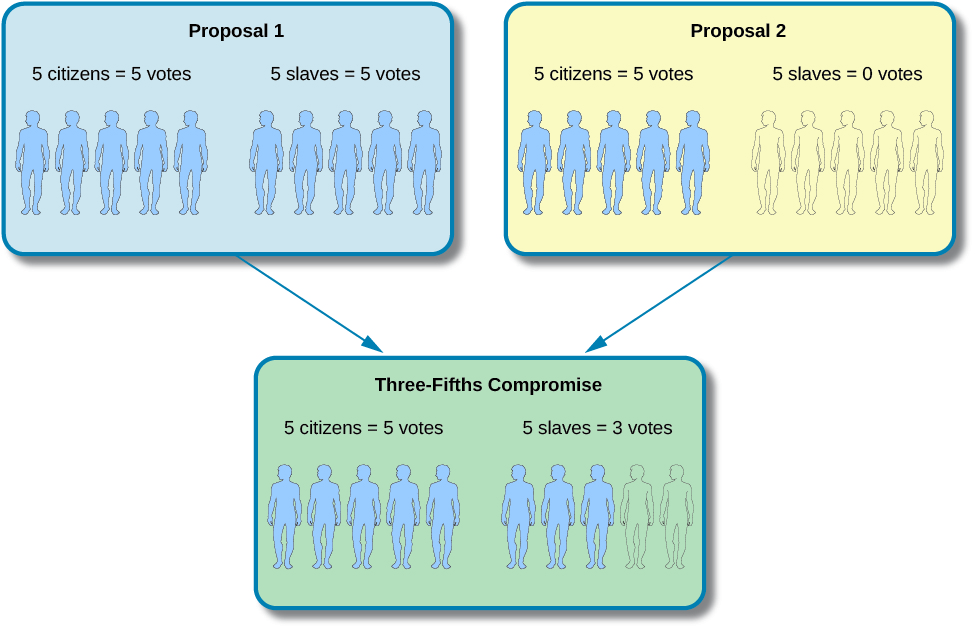 Proposal 1
5 citizens = 5 votes
5 slaves = 5 votes
Proposal 2
5 citizens = 5 votes
5 slaves = 0 votes
Three-Fifths Compromise
5 citizens = 5 votes
5 slaves = 3 votes